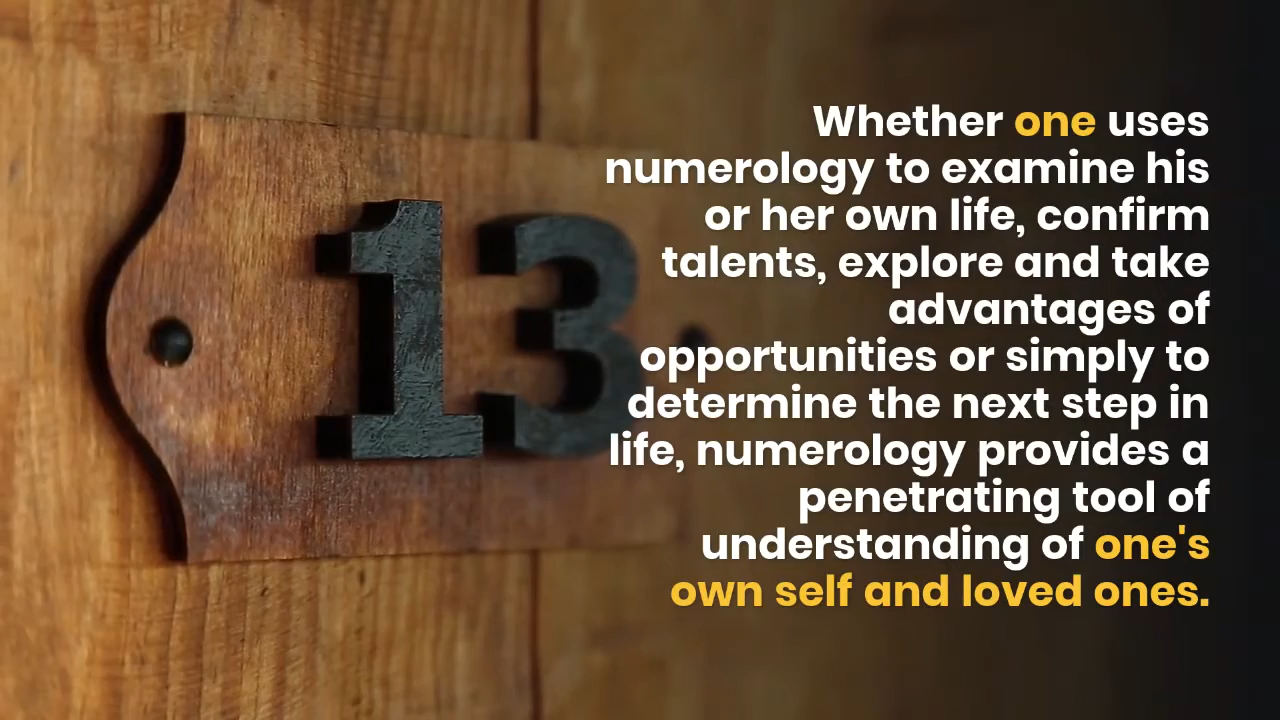 13
Whether one uses
numerology to examine his
or her own life, confirm
talents, explore and take
advantages of
opportunities or simply to
determine the next step in
life, numerology provides a
penetrating tool of
understanding of one's
own self and loved ones.